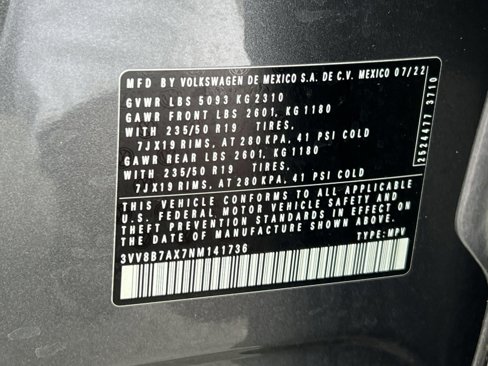 MFD BY VOLKSWAGEN DE MEXICO S.A. DE C.V. MEXICO 07/22
GVWR LBS 5093 KG 2310
GAWR FRONT LBS 2601, KG 1180
WITH 235/50 R19 TIRES,
7JX19 RIMS, AT 280 KPA, 41 PSI COLD
GAWR REAR LBS 2601, KG 1180
WITH 235/50 R19 TIRES,
7JX19 RIMS, AT 280 KPA, 41 PSI COLD
THIS VEHICLE CONFORMS TO ALL APPLICABLE
U.S. FEDERAL MOTOR VEHICLE SAFETY AND
THEFT PREVENTION STANDARDS IN EFFECT ON
THE DATE OF MANUFACTURE SHOWN ABOVE.
3VV8B7AX7NM141736 TYPE: MPV
2524477 3710